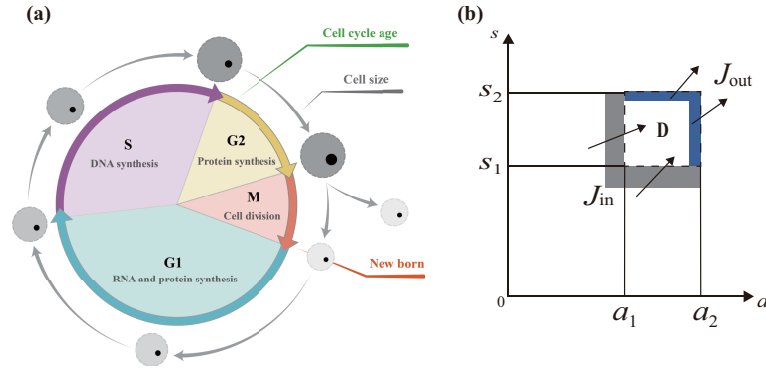 (a)
Cell cycle age
Cell size
S
DNA synthesis
G2
Protein synthesis
M
Cell division
G1
RNA and protein synthesis
New born
(b)
s
s2
s1
0
a1
a2
a
D
Jout
Jin